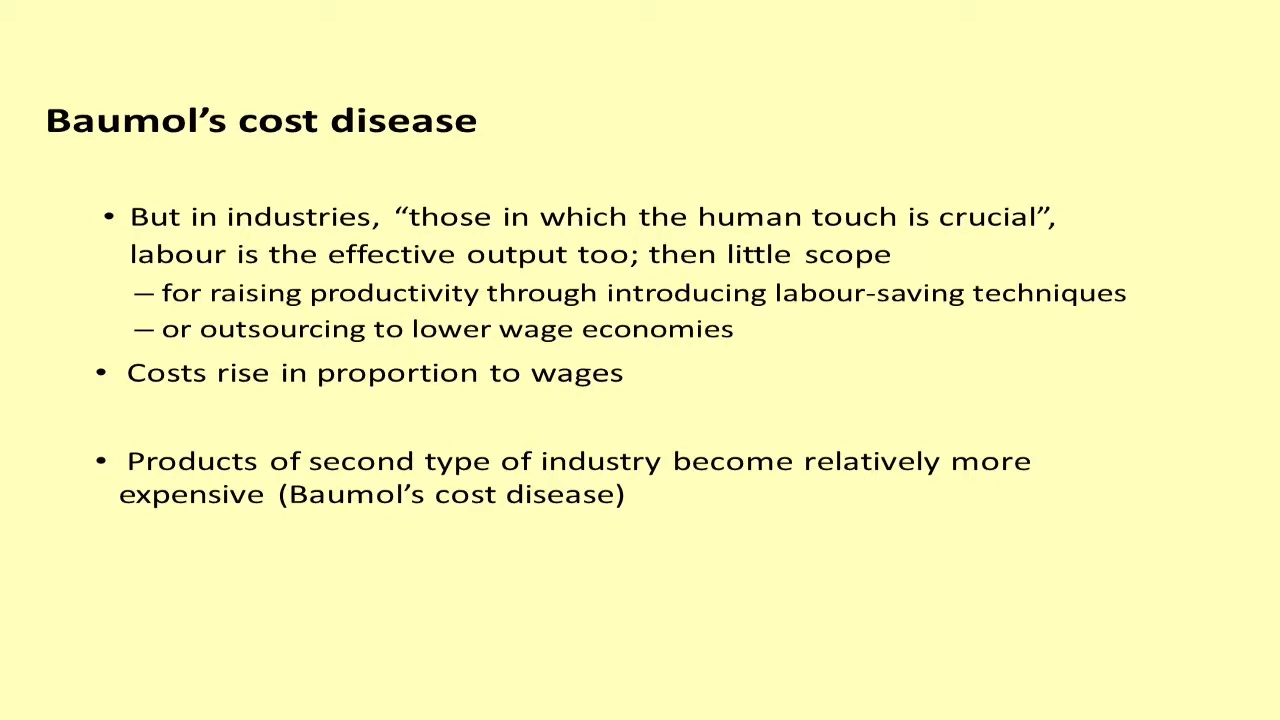 Baumol’s cost disease
• But in industries, “those in which the human touch is crucial”,
labour is the effective output too; then little scope
– for raising productivity through introducing labour-saving techniques
– or outsourcing to lower wage economies
• Costs rise in proportion to wages
• Products of second type of industry become relatively more
expensive (Baumol’s cost disease)